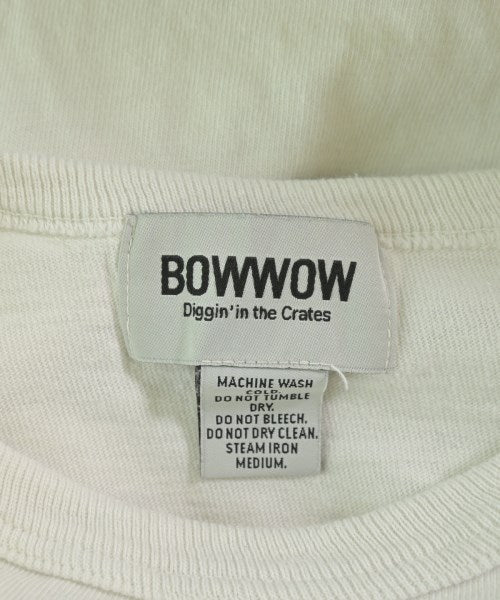 BOWWOW
Diggin' in the Crates
MACHINE WASH
COLD.
DO NOT TUMBLE
DRY.
DO NOT BLEECH.
DO NOT DRY CLEAN.
STEAM IRON
MEDIUM.